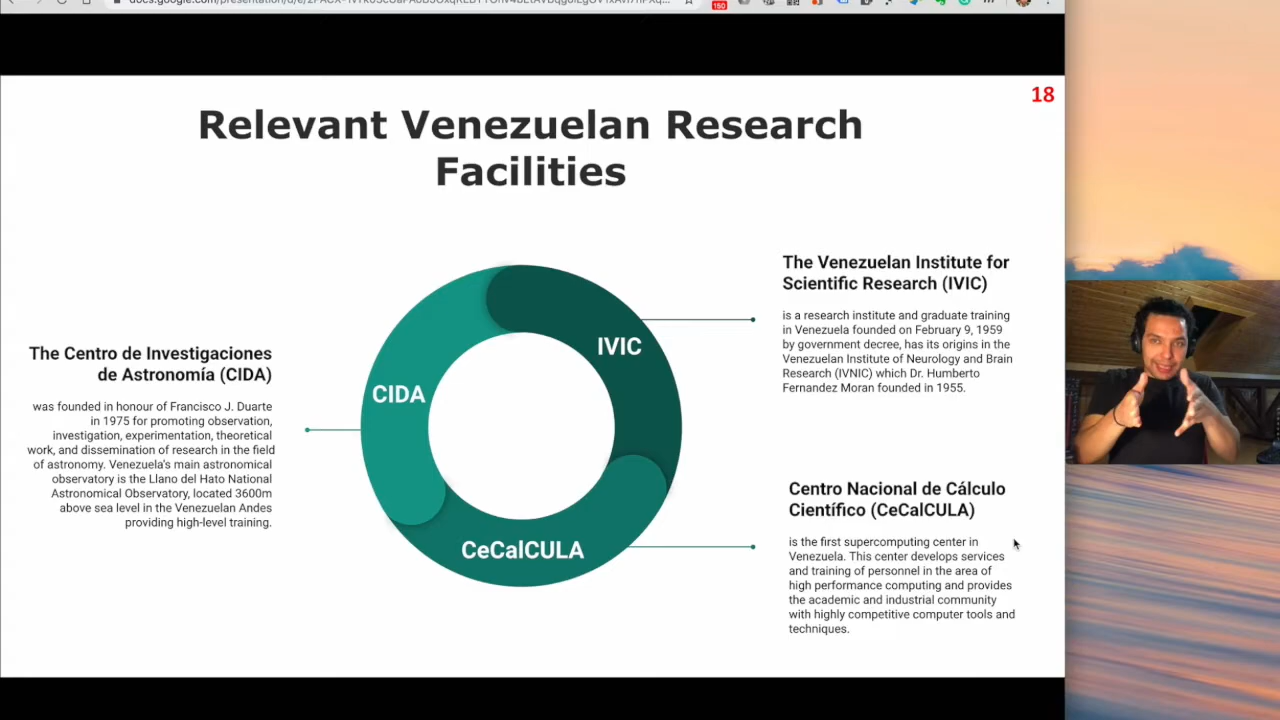 docs.google.com/presentation/d/e/
150
18
Relevant Venezuelan Research
Facilities
The Venezuelan Institute for
Scientific Research (IVIC)
is a research institute and graduate training
in Venezuela founded on February 9, 1959
by government decree, has its origins in the
Venezuelan Institute of Neurology and Brain
Research (IVNIC) which Dr. Humberto
Fernandez Moran founded in 1955.
IVIC
The Centro de Investigaciones
de Astronomía (CIDA)
was founded in honour of Francisco J. Duarte
in 1975 for promoting observation,
investigation, experimentation, theoretical
work, and dissemination of research in the field
of astronomy. Venezuela's main astronomical
observatory is the Llano del Hato National
Astronomical Observatory, located 3600m
above sea level in the Venezuelan Andes
providing high-level training.
CIDA
CeCalCULA
Centro Nacional de Cálculo
Científico (CeCalCULA)
is the first supercomputing center in
Venezuela. This center develops services
and training of personnel in the area of
high performance computing and provides
the academic and industrial community
with highly competitive computer tools and
techniques.